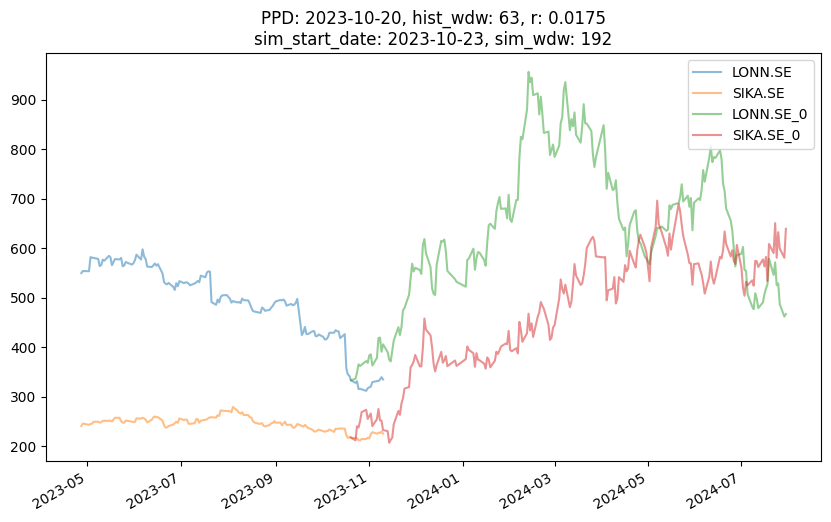 PPD: 2023-10-20, hist_wdw: 63, r: 0.0175
sim_start_date: 2023-10-23, sim_wdw: 192
LONN.SE
SIKA.SE
LONN.SE_0
SIKA.SE_0
900
800
700
600
500
400
300
200
2023-05
2023-07
2023-09
2023-11
2024-01
2024-03
2024-05
2024-07